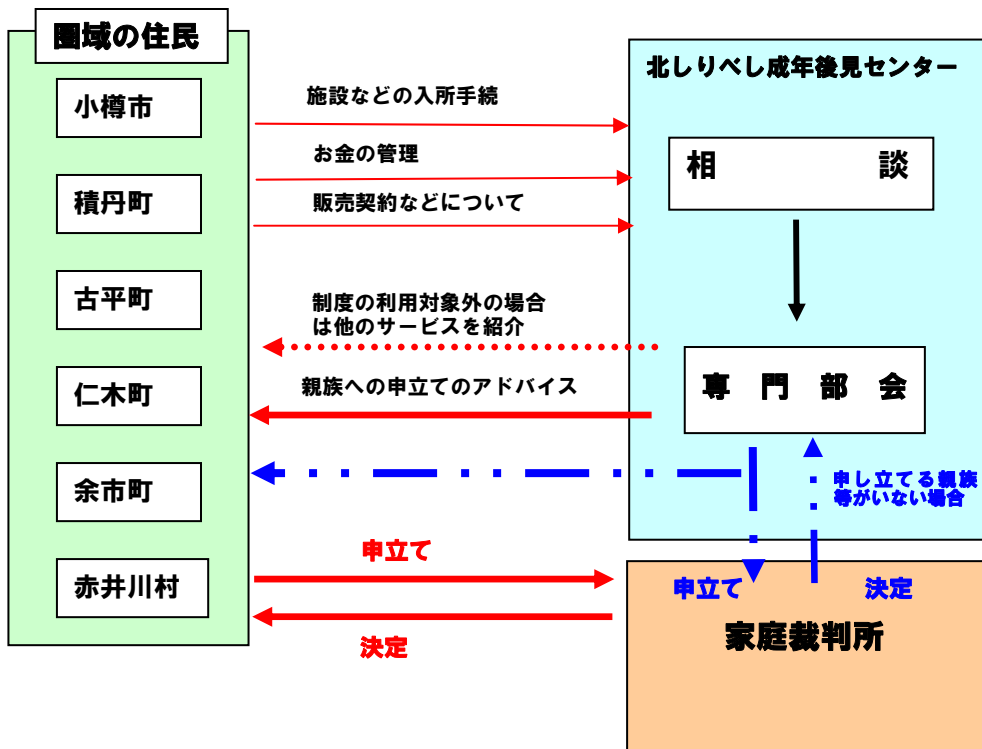 圏域の住民
小樽市
積丹町
古平町
仁木町
余市町
赤井川村
施設などの入所手続
お金の管理
販売契約などについて
制度の利用対象外の場合
は他のサービスを紹介
親族への申立てのアドバイス
申立て
決定
北しりべし成年後見センター
相 談
専 門 部 会
申し立てる親族
等がいない場合
申立て
決定
家庭裁判所